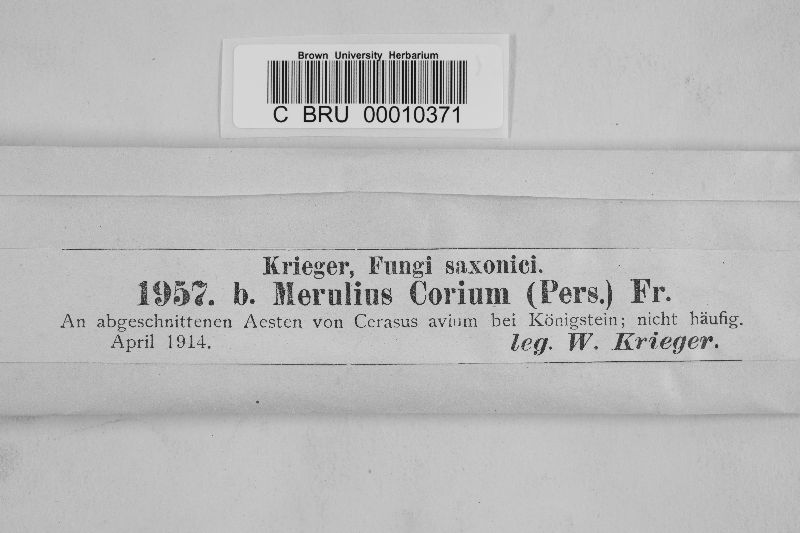 Brown University Herbarium
C BRU 00010371
Krieger, Fungi saxonici.
1957. b. Merulius Corium (Pers.) Fr.
An abgeschnittenen Aesten von Cerasus avium bei Königstein; nicht häufig.
April 1914.
leg. W. Krieger.